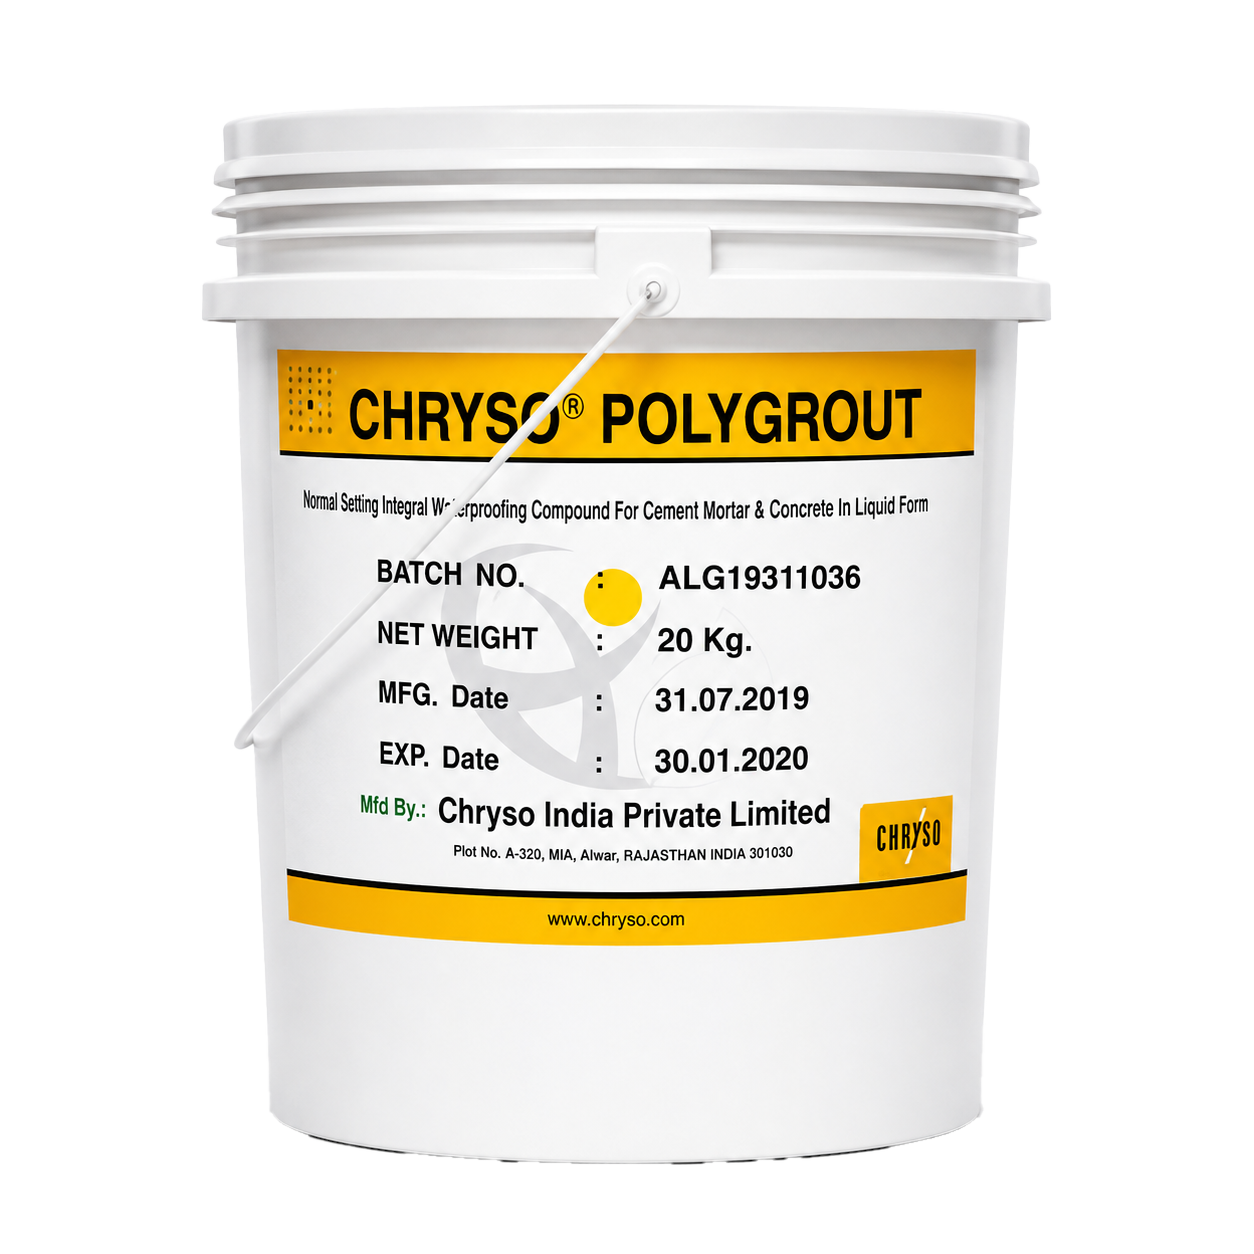 CHRYSO® POLYGROUT
Normal Setting Integral Waterproofing Compound For Cement Mortar & Concrete In Liquid Form
BATCH NO. : ALG19311036
NET WEIGHT : 20 Kg.
MFG. Date : 31.07.2019
EXP. Date : 30.01.2020
Mfd By.: Chryso India Private Limited
Plot No. A-320, MIA, Alwar, RAJASTHAN INDIA 301030
CHRYSO
www.chryso.com